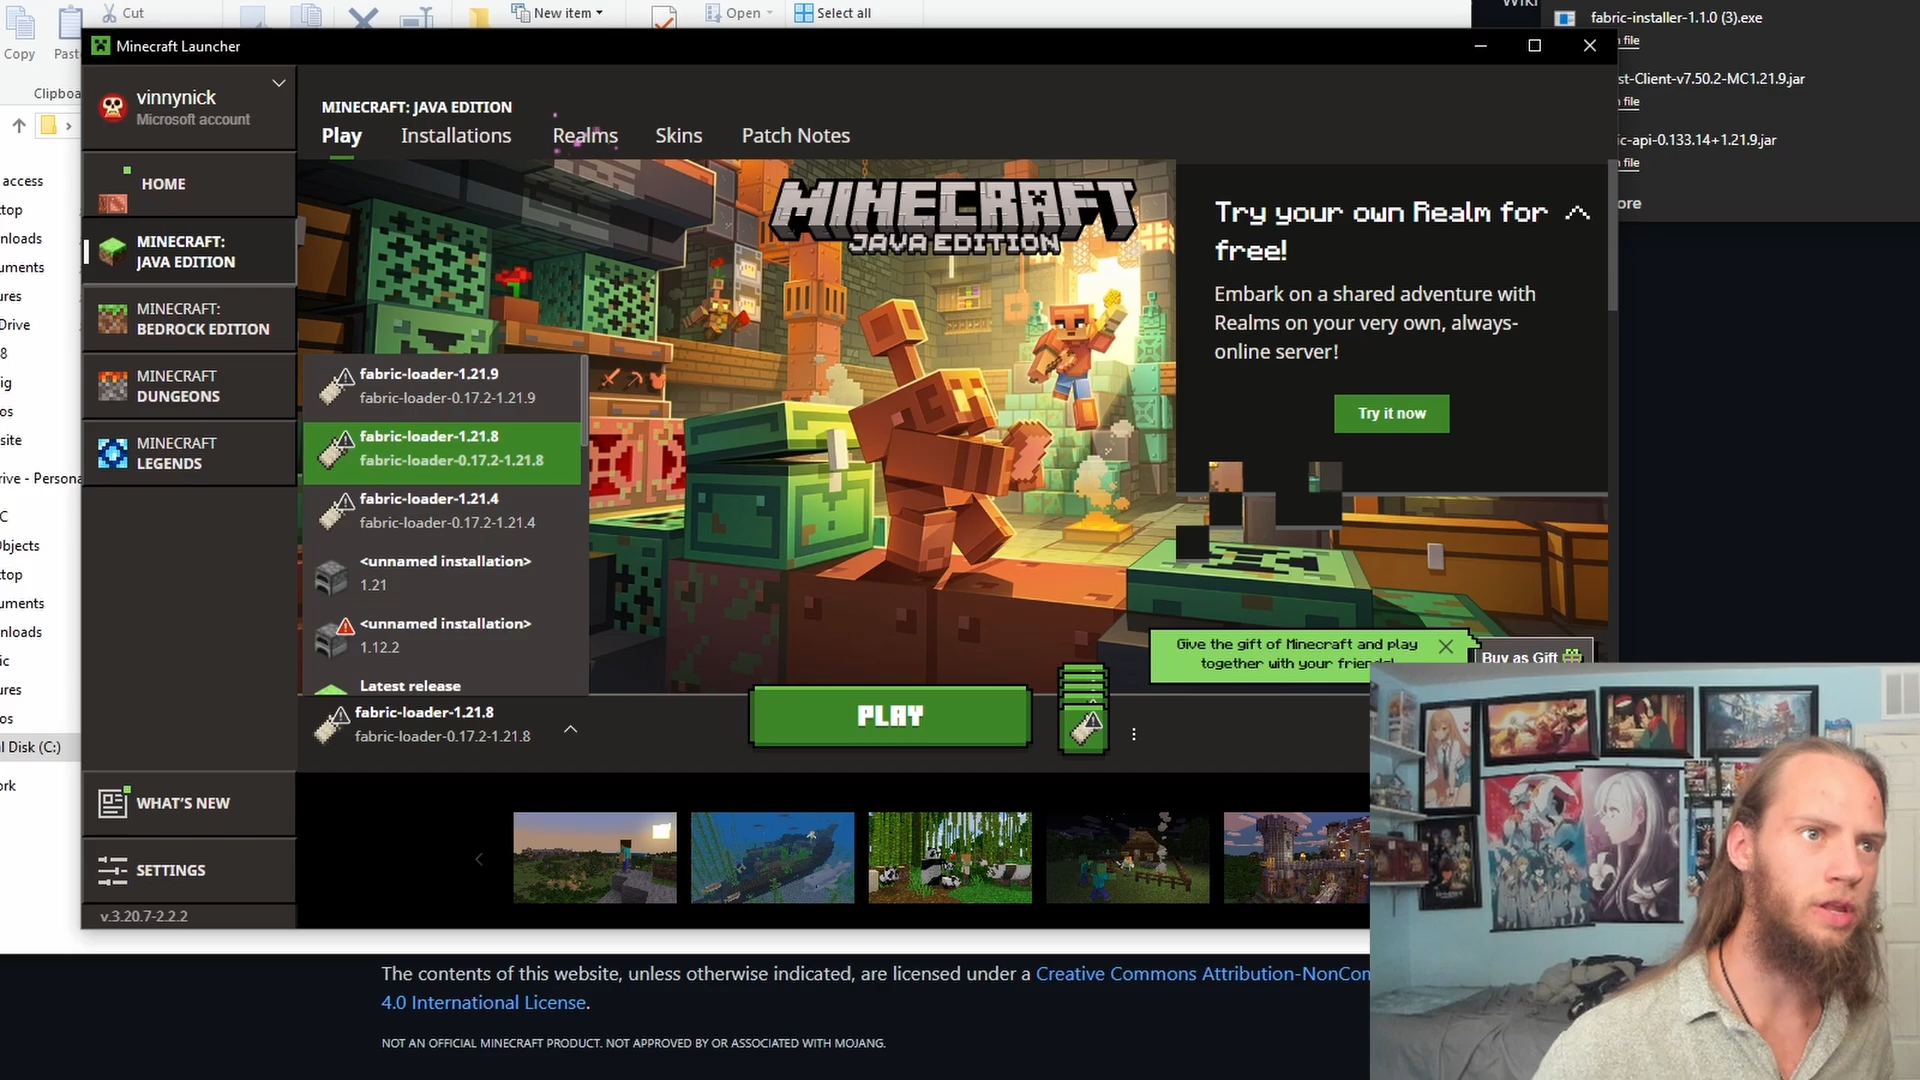 Cut
New item
Open
Select all
Copy
Clipboa
fabric-installer-1.1.0 (3).exe
file
st-Client-v7.50.2-MC1.21.9.jar
file
c-api-0.133.14+1.21.9.jar
file
ore
Minecraft Launcher
vinnynick
Microsoft account
HOME
MINECRAFT:
JAVA EDITION
MINECRAFT:
BEDROCK EDITION
MINECRAFT
DUNGEONS
MINECRAFT
LEGENDS
WHAT'S NEW
SETTINGS
v.3.20.7-2.2.2
MINECRAFT: JAVA EDITION
Play
Installations
Realms
Skins
Patch Notes
MINECRAFT
JAVA EDITION
Try your own Realm for
free!
Embark on a shared adventure with
Realms on your very own, always-
online server!
Try it now
fabric-loader-1.21.9
fabric-loader-0.17.2-1.21.9
fabric-loader-1.21.8
fabric-loader-0.17.2-1.21.8
fabric-loader-1.21.4
fabric-loader-0.17.2-1.21.4
<unnamed installation>
1.21
<unnamed installation>
1.12.2
Latest release
fabric-loader-1.21.8
fabric-loader-0.17.2-1.21.8
PLAY
Give the gift of Minecraft and play
together with your friends!
Buy as Gift
access
top
nloads
uments
ures
Drive
8
ig
os
site
rive - Persona
C
Objects
top
uments
nloads
ic
ures
os
l Disk (C:)
ork
The contents of this website, unless otherwise indicated, are licensed under a Creative Commons Attribution-NonCom
4.0 International License.
NOT AN OFFICIAL MINECRAFT PRODUCT. NOT APPROVED BY OR ASSOCIATED WITH MOJANG.